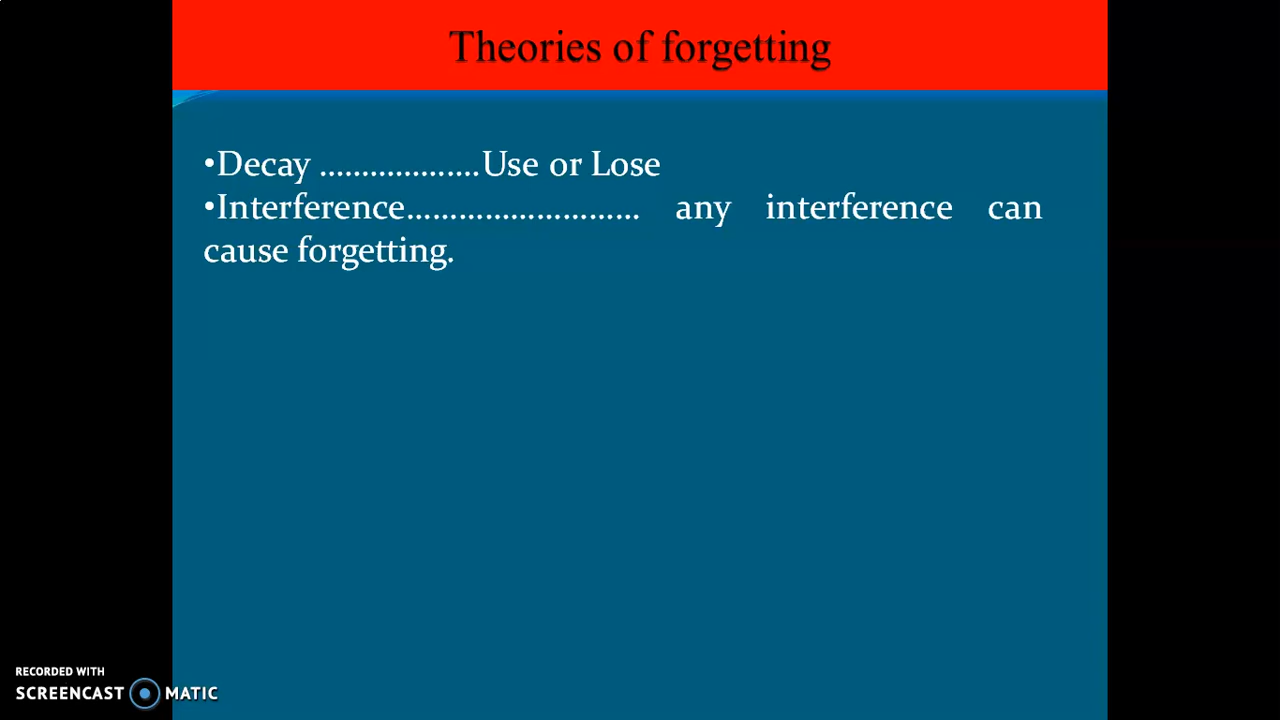 Theories of forgetting
•Decay ...................Use or Lose
•Interference........................... any interference can
cause forgetting.
RECORDED WITH
SCREENCAST MATIC